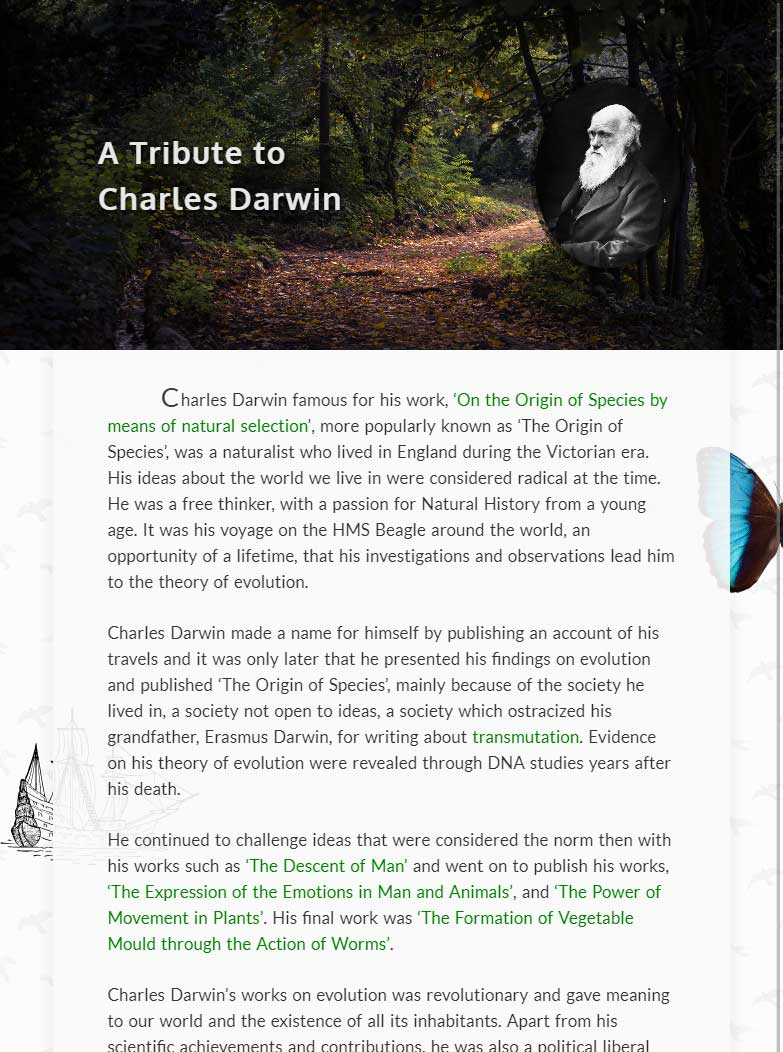 A Tribute to
Charles Darwin
Charles Darwin famous for his work, ‘On the Origin of Species by
means of natural selection’, more popularly known as ‘The Origin of
Species’, was a naturalist who lived in England during the Victorian era.
His ideas about the world we live in were considered radical at the time.
He was a free thinker, with a passion for Natural History from a young
age. It was his voyage on the HMS Beagle around the world, an
opportunity of a lifetime, that his investigations and observations lead him
to the theory of evolution.
Charles Darwin made a name for himself by publishing an account of his
travels and it was only later that he presented his findings on evolution
and published ‘The Origin of Species’, mainly because of the society he
lived in, a society not open to ideas, a society which ostracized his
grandfather, Erasmus Darwin, for writing about transmutation. Evidence
on his theory of evolution were revealed through DNA studies years after
his death.
He continued to challenge ideas that were considered the norm then with
his works such as ‘The Descent of Man’ and went on to publish his works,
‘The Expression of the Emotions in Man and Animals’, and ‘The Power of
Movement in Plants’. His final work was ‘The Formation of Vegetable
Mould through the Action of Worms’.
Charles Darwin’s works on evolution was revolutionary and gave meaning
to our world and the existence of all its inhabitants. Apart from his
scientific achievements and contributions, he was also a political liberal